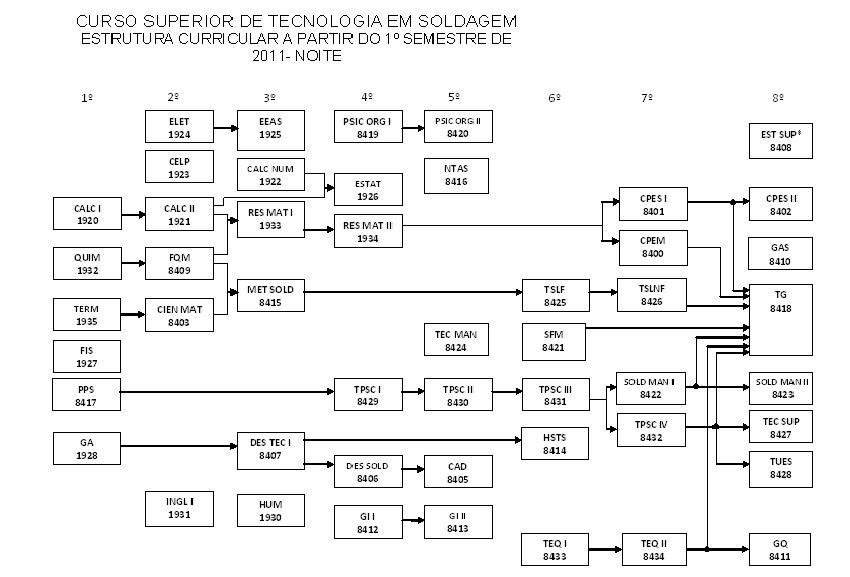 CURSO SUPERIOR DE TECNOLOGIA EM SOLDAGEM
ESTRUTURA CURRICULAR A PARTIR DO 1º SEMESTRE DE
2011- NOITE
1º 2º 3º 4º 5º 6º 7º 8º
ELET
1924
EEAS
1925
PSIC ORG I
8419
PSIC ORG II
8420
EST SUP*
8408
CELP
1923
CALC NUM
1922
NTAS
8416
ESTAT
1926
CALC I
1920
CALC II
1921
RES MAT I
1933
RES MAT II
1934
CPES I
8401
CPES II
8402
QUIM
1932
FQM
8409
CPEM
8400
GAS
8410
MET SOLD
8415
TSLF
8425
TSLNF
8426
TG
8418
TERM
1935
CIEN MAT
8403
TEC MAN
8424
SFM
8421
FIS
1927
PPS
8417
TPSC I
8429
TPSC II
8430
TPSC III
8431
SOLD MAN I
8422
SOLD MAN II
8423
GA
1928
DES TEC I
8407
HSTS
8414
TPSC IV
8432
TEC SUP
8427
DES SOLD
8406
CAD
8405
TUES
8428
INGL I
1931
HUM
1930
GI I
8412
GI II
8413
TEQ I
8433
TEQ II
8434
GQ
8411